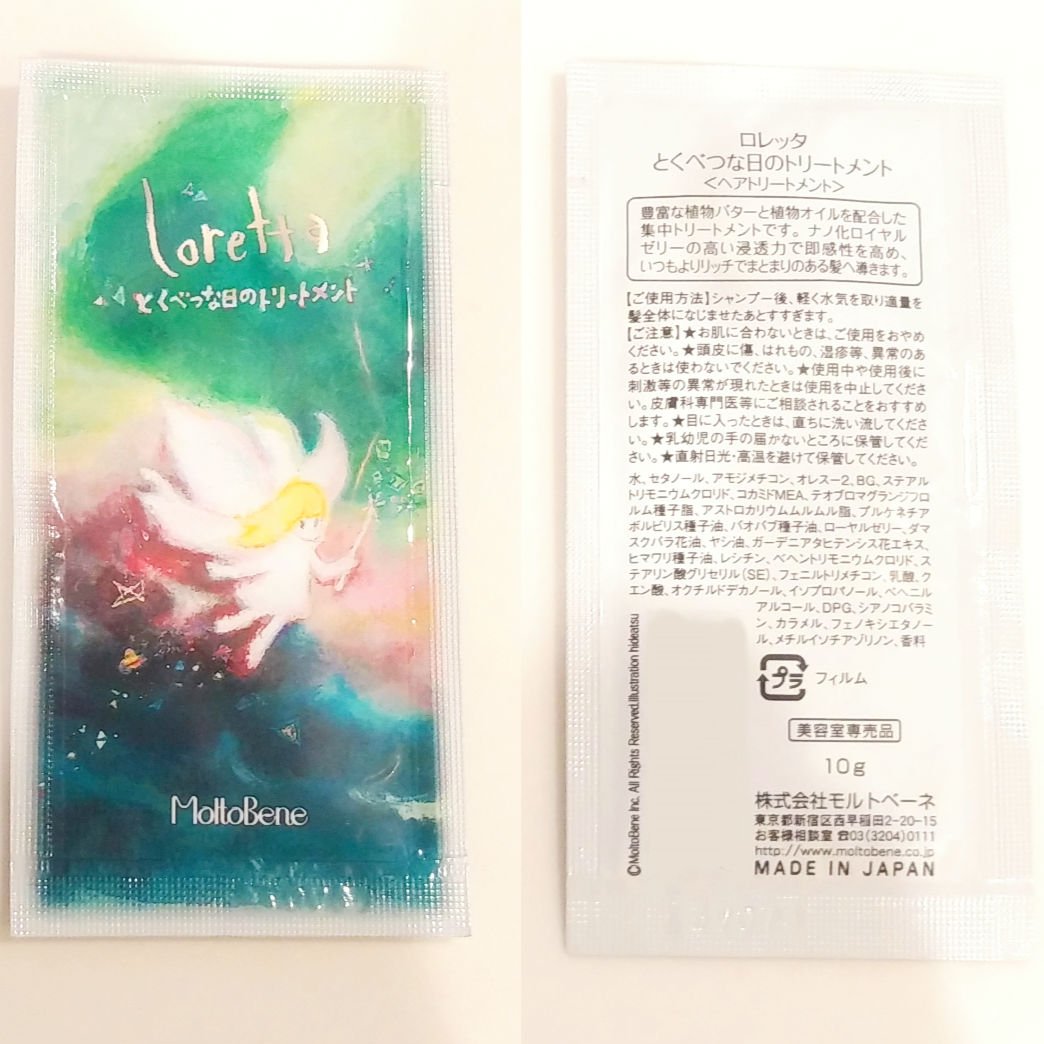 loretta
とくべつな日のトリートメント
MoltoBene
ロレッタ
とくべつな日のトリートメント
<ヘアトリートメント>
豊富な植物バターと植物オイルを配合した
集中トリートメントです。ナノ化ロイヤル
ゼリーの高い浸透力で即感性を高め、
いつもよりリッチでまとまりのある髪へ導きます。
【ご使用方法】シャンプー後、軽く水気を取り適量を
髪全体になじませたあとすすぎます。
【ご注意】★お肌に合わないときは、ご使用をおやめ
ください。★頭皮に傷、はれもの、湿疹等、異常のあ
るときは使わないでください。★使用中や使用後に
刺激等の異常が現れたときは使用を中止してくださ
い。皮膚科専門医等にご相談されることをおすすめ
します。★目に入ったときは、直ちに洗い流してくださ
い。★乳幼児の手の届かないところに保管してくだ
さい。★直射日光・高温を避けて保管してください。
水、セタノール、アモジメチコン、オレスー2、BG、ステアル
トリモニウムクロリド、コカミドMEA、テオブロマグランジフロ
ルム種子脂、アストロカリウムムルムル脂、プルケネチア
ボルビリス種子油、バオバブ種子油、ローヤルゼリー、ダマ
スクバラ花油、ヤシ油、ガーデニアタヒテンシス花エキス、
ヒマワリ種子油、レシチン、ベヘントリモニウムクロリド、ス
テアリン酸グリセリル(SE)、フェニルトリメチコン、乳酸、ク
エン酸、オクチルドデカノール、イソプロパノール、ベヘニル
アルコール、DPG、シアノコバラミ
ン、カラメル、フェノキシエタノー
ル、メチルイソチアゾリノン、香料
プラ フィルム
美容室専売品
10g
株式会社モルトベーネ
東京都新宿区西早稲田2-20-15
お客様相談室 ☎03(3204)0111
http://www.moltobene.co.jp
MADE IN JAPAN
©MoltoBene Inc. All Rights Reserved.Illustration hideatsu